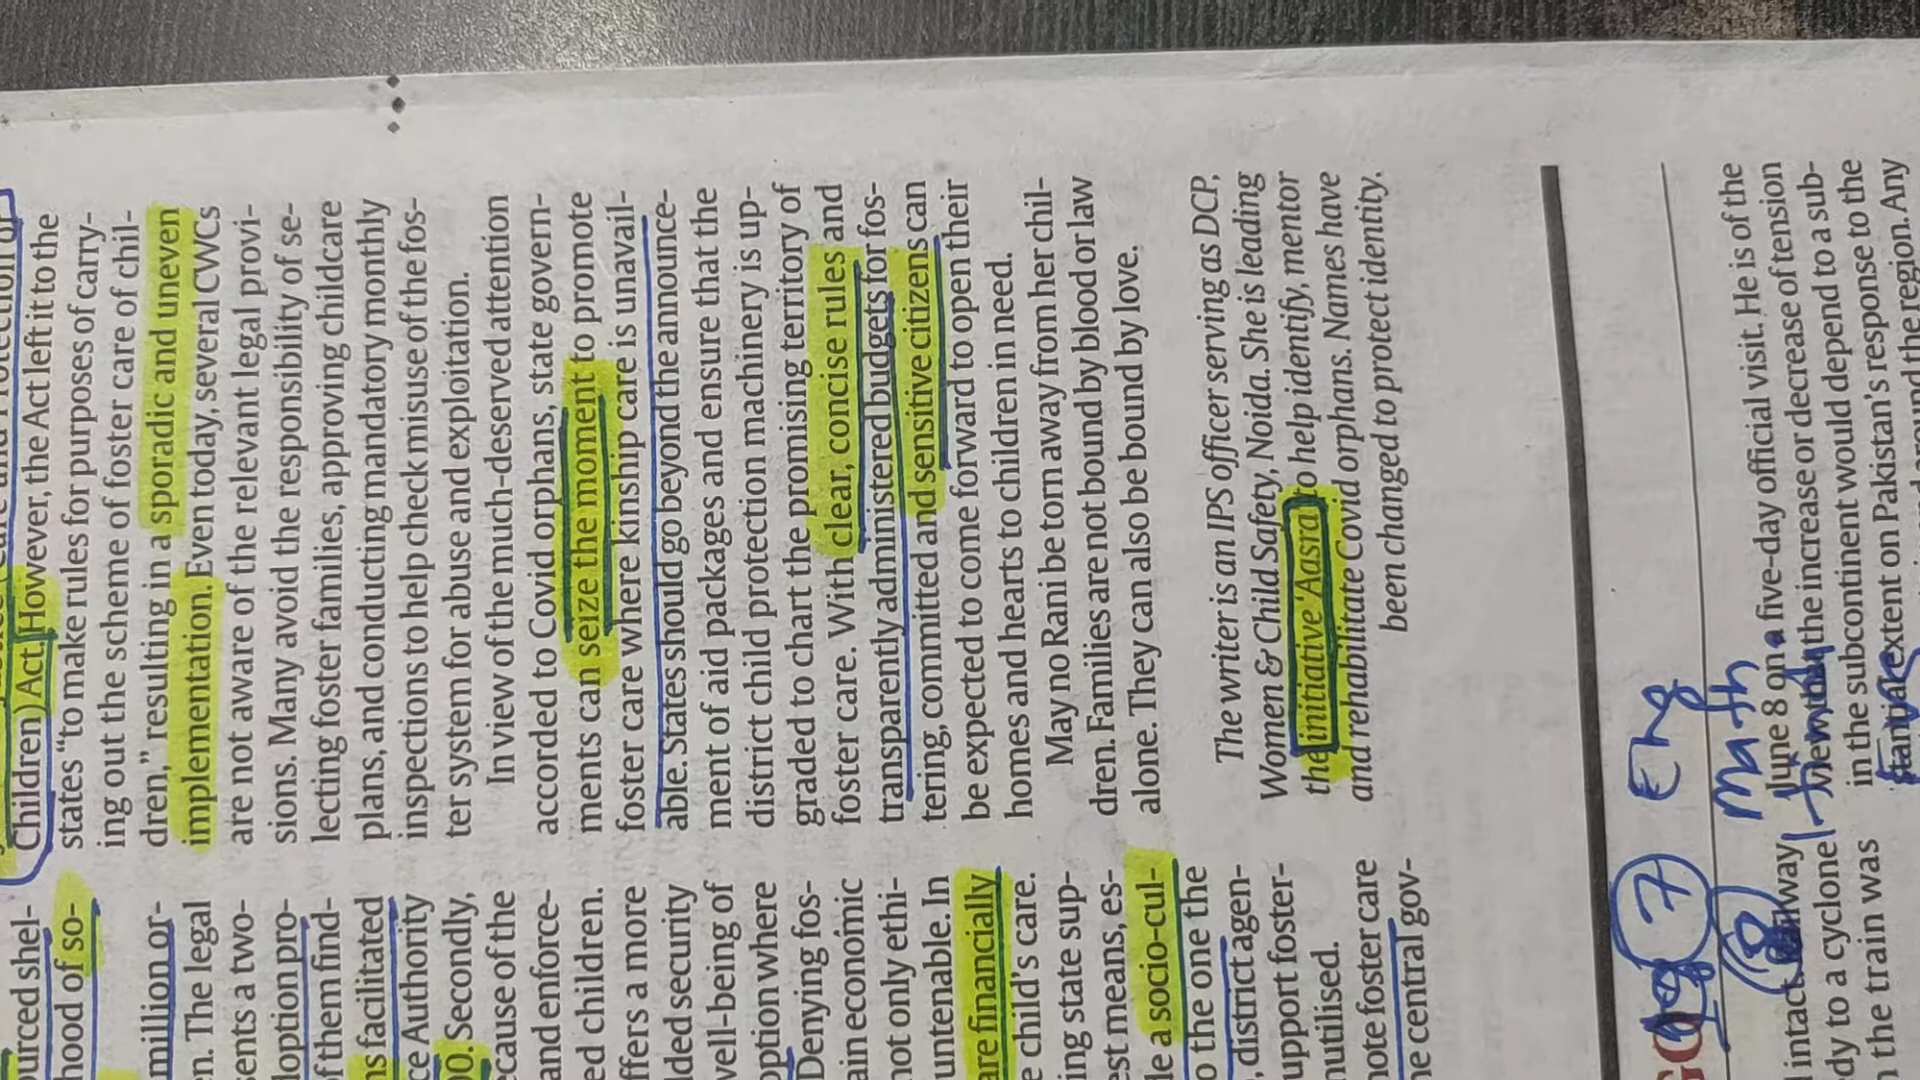 ourced shel-
hood of so-
million or-
n. The legal
sents a two-
loption pro-
f them find-
ns facilitated
ce Authority
00. Secondly,
ecause of the
and enforce-
ed children.
ffers a more
lded security
well-being of
option where
Denying fos-
ain economic
not only ethi-
untenable. In
are financially
e child's care.
ing state sup-
est means, es-
le a socio-cul-
o the one the
, district agen-
upport foster-
nutilised.
note foster care
he central gov-
Children) Act. However, the Act left it to the
states "to make rules for purposes of carry-
ing out the scheme of foster care of chil-
dren," resulting in a sporadic and uneven
implementation. Even today, several CWCs
are not aware of the relevant legal provi-
sions. Many avoid the responsibility of se-
lecting foster families, approving childcare
plans, and conducting mandatory monthly
inspections to help check misuse of the fos-
ter system for abuse and exploitation.
In view of the much-deserved attention
accorded to Covid orphans, state govern-
ments can seize the moment to promote
foster care where kinship care is unavail-
able. States should go beyond the announce-
ment of aid packages and ensure that the
district child protection machinery is up-
graded to chart the promising territory of
foster care. With clear, concise rules and
transparently administered budgets for fos-
tering, committed and sensitive citizens can
be expected to come forward to open their
homes and hearts to children in need.
May no Rani be torn away from her chil-
dren. Families are not bound by blood or law
alone. They can also be bound by love.
The writer is an IPS officer serving as DCP,
Women & Child Safety, Noida. She is leading
the initiative 'Aasra' to help identify, mentor
and rehabilitate Covid orphans. Names have
been changed to protect identity.
7 Eng
8 Math
intact
dy to a cyclone
n the train was
June 8 on a five-day official visit. He is of the
view that the increase or decrease of tension
in the subcontinent would depend to a sub-
stantial extent on Pakistan's response to the
the region. Any